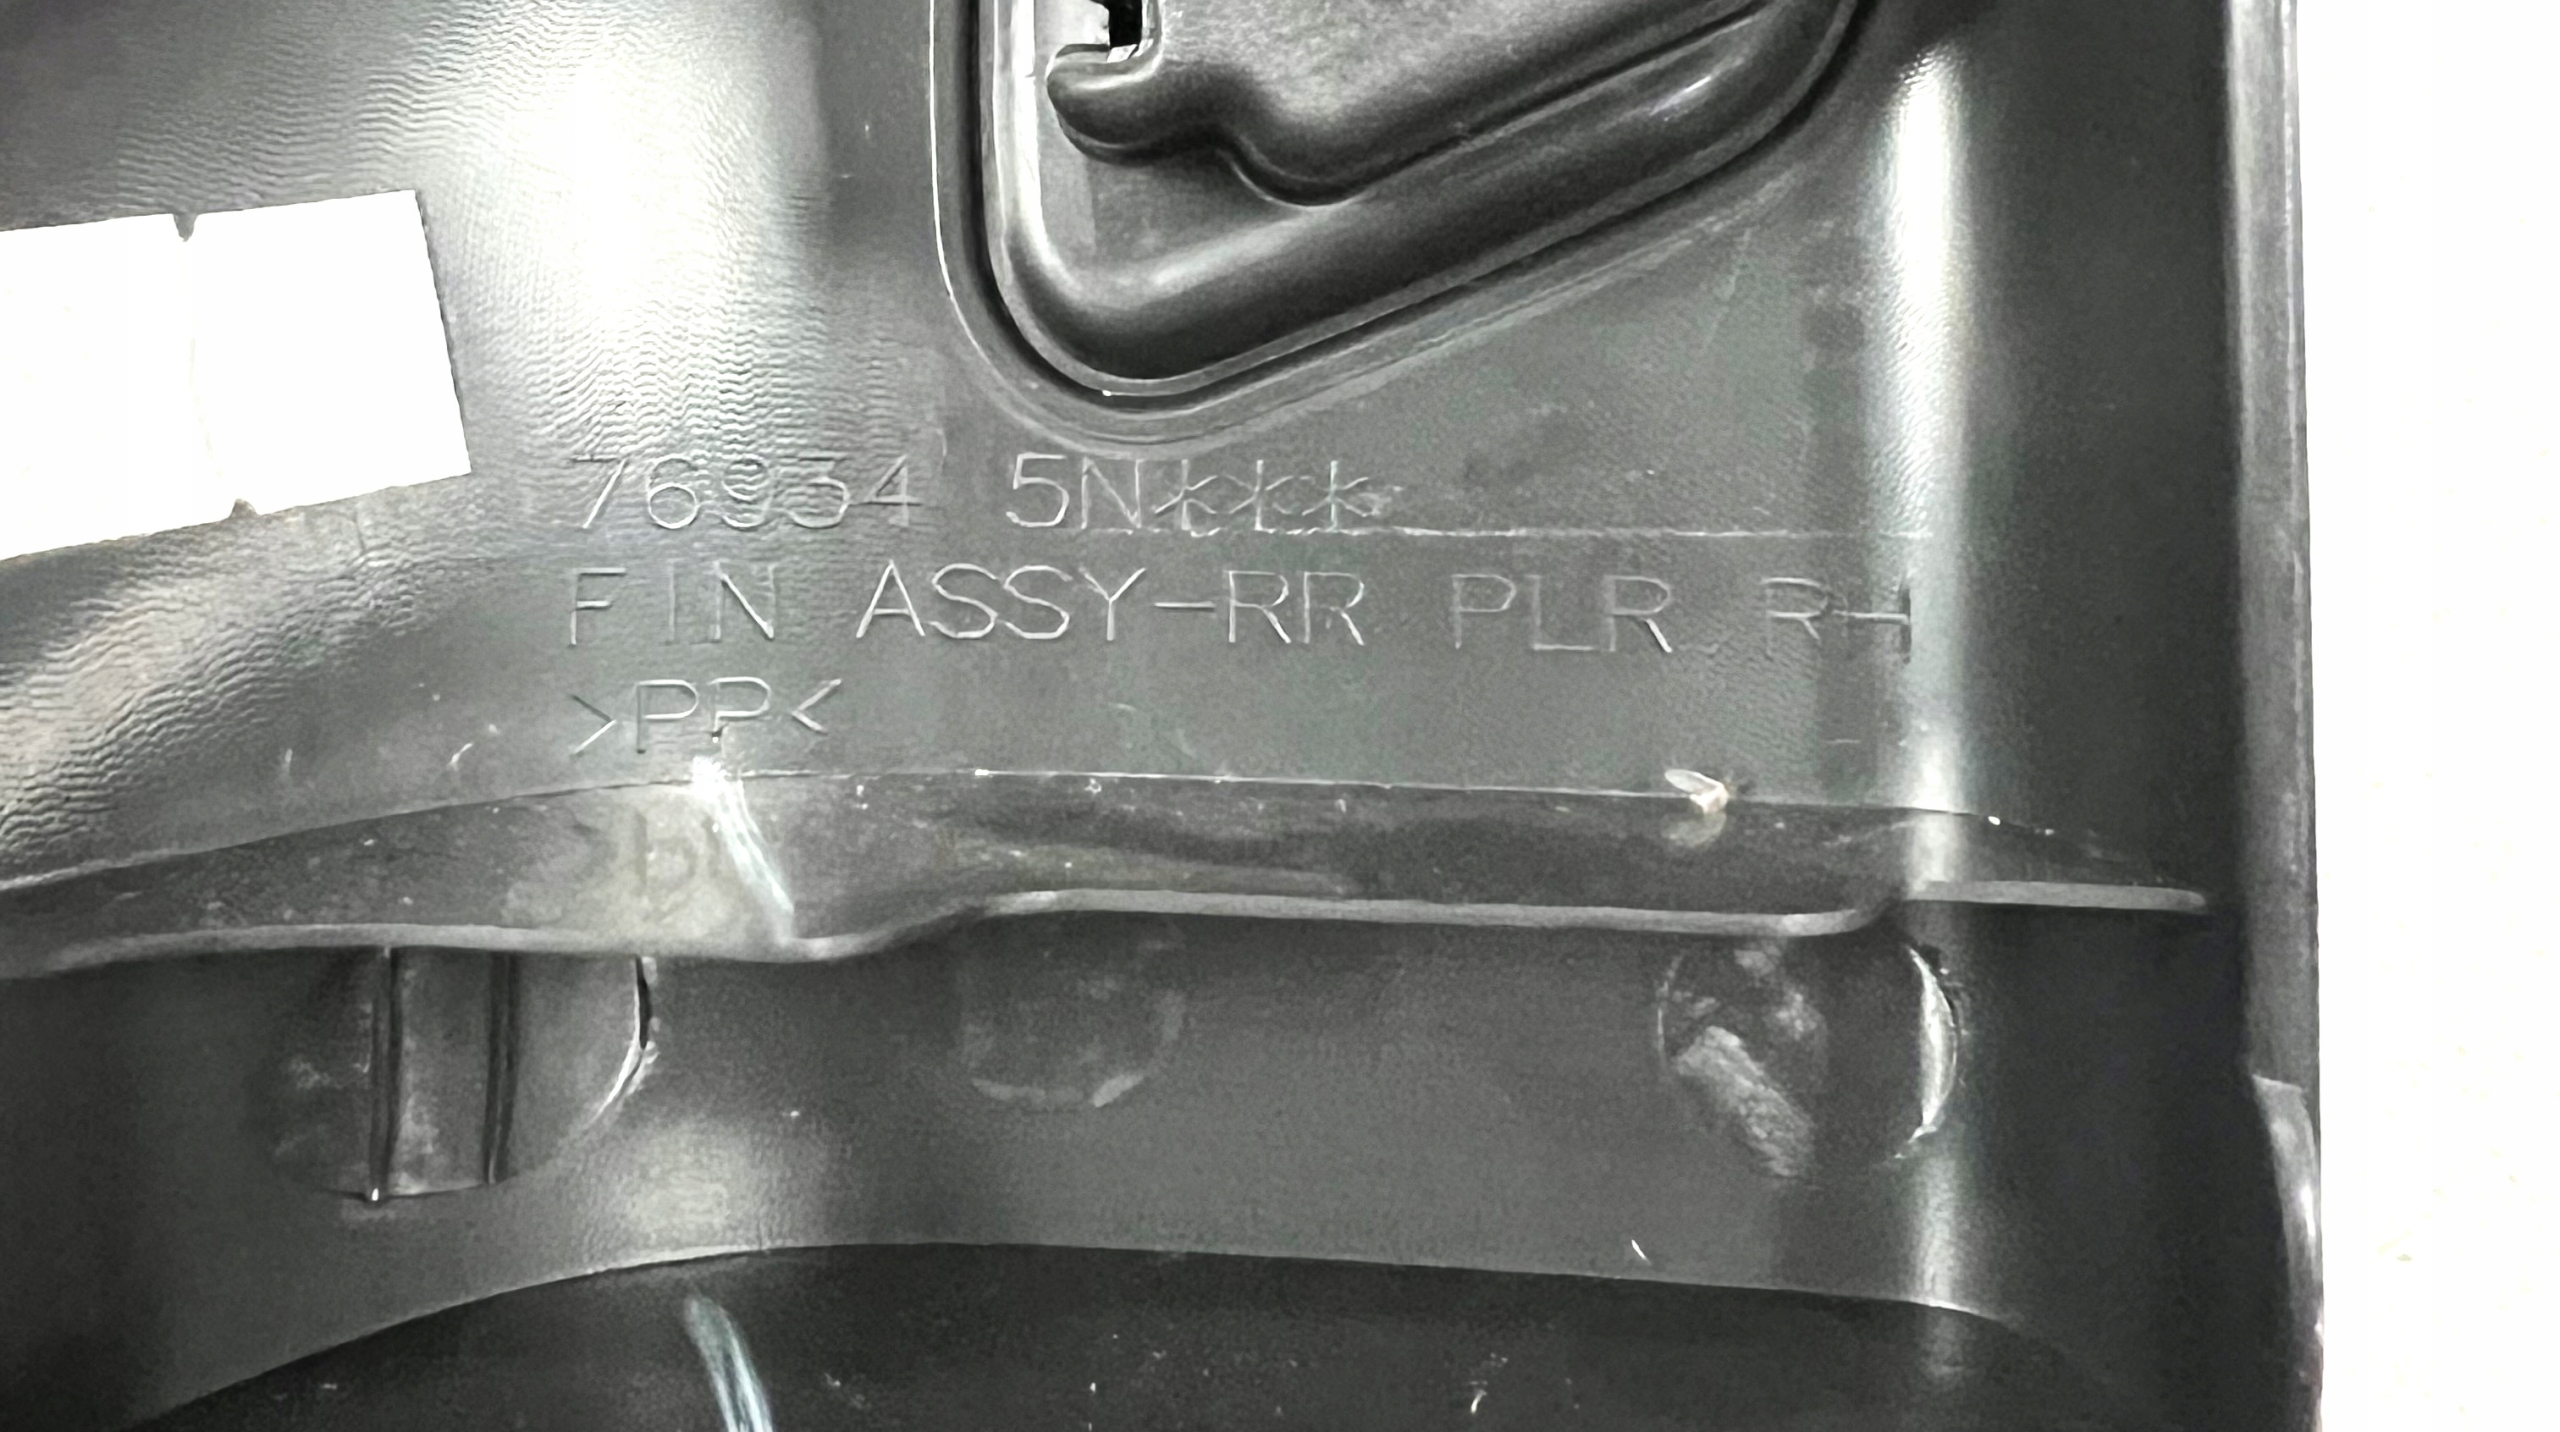 76934 5N***
FIN ASSY-RR PLR RH
>PP<